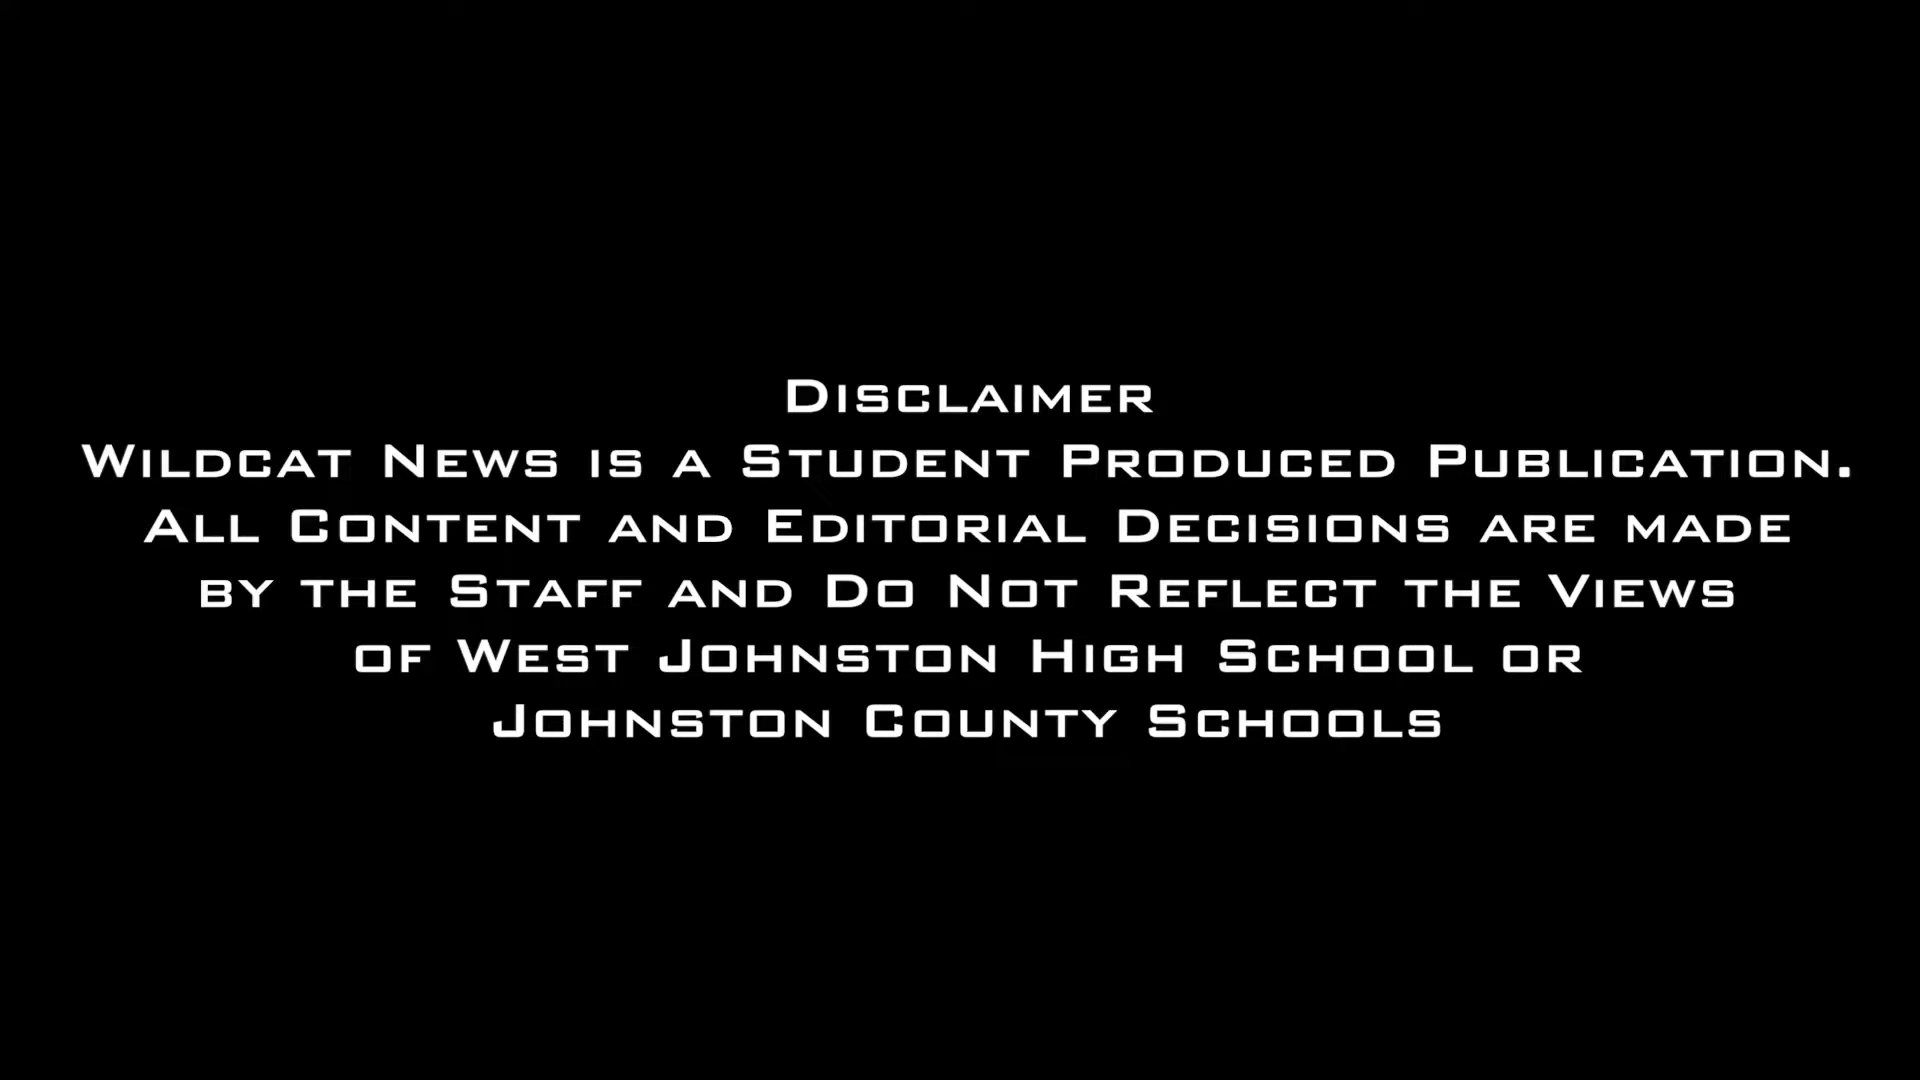 Disclaimer
Wildcat News is a Student Produced Publication.
All Content and Editorial Decisions are made
by the Staff and Do Not Reflect the Views
of West Johnston High School or
Johnston County Schools